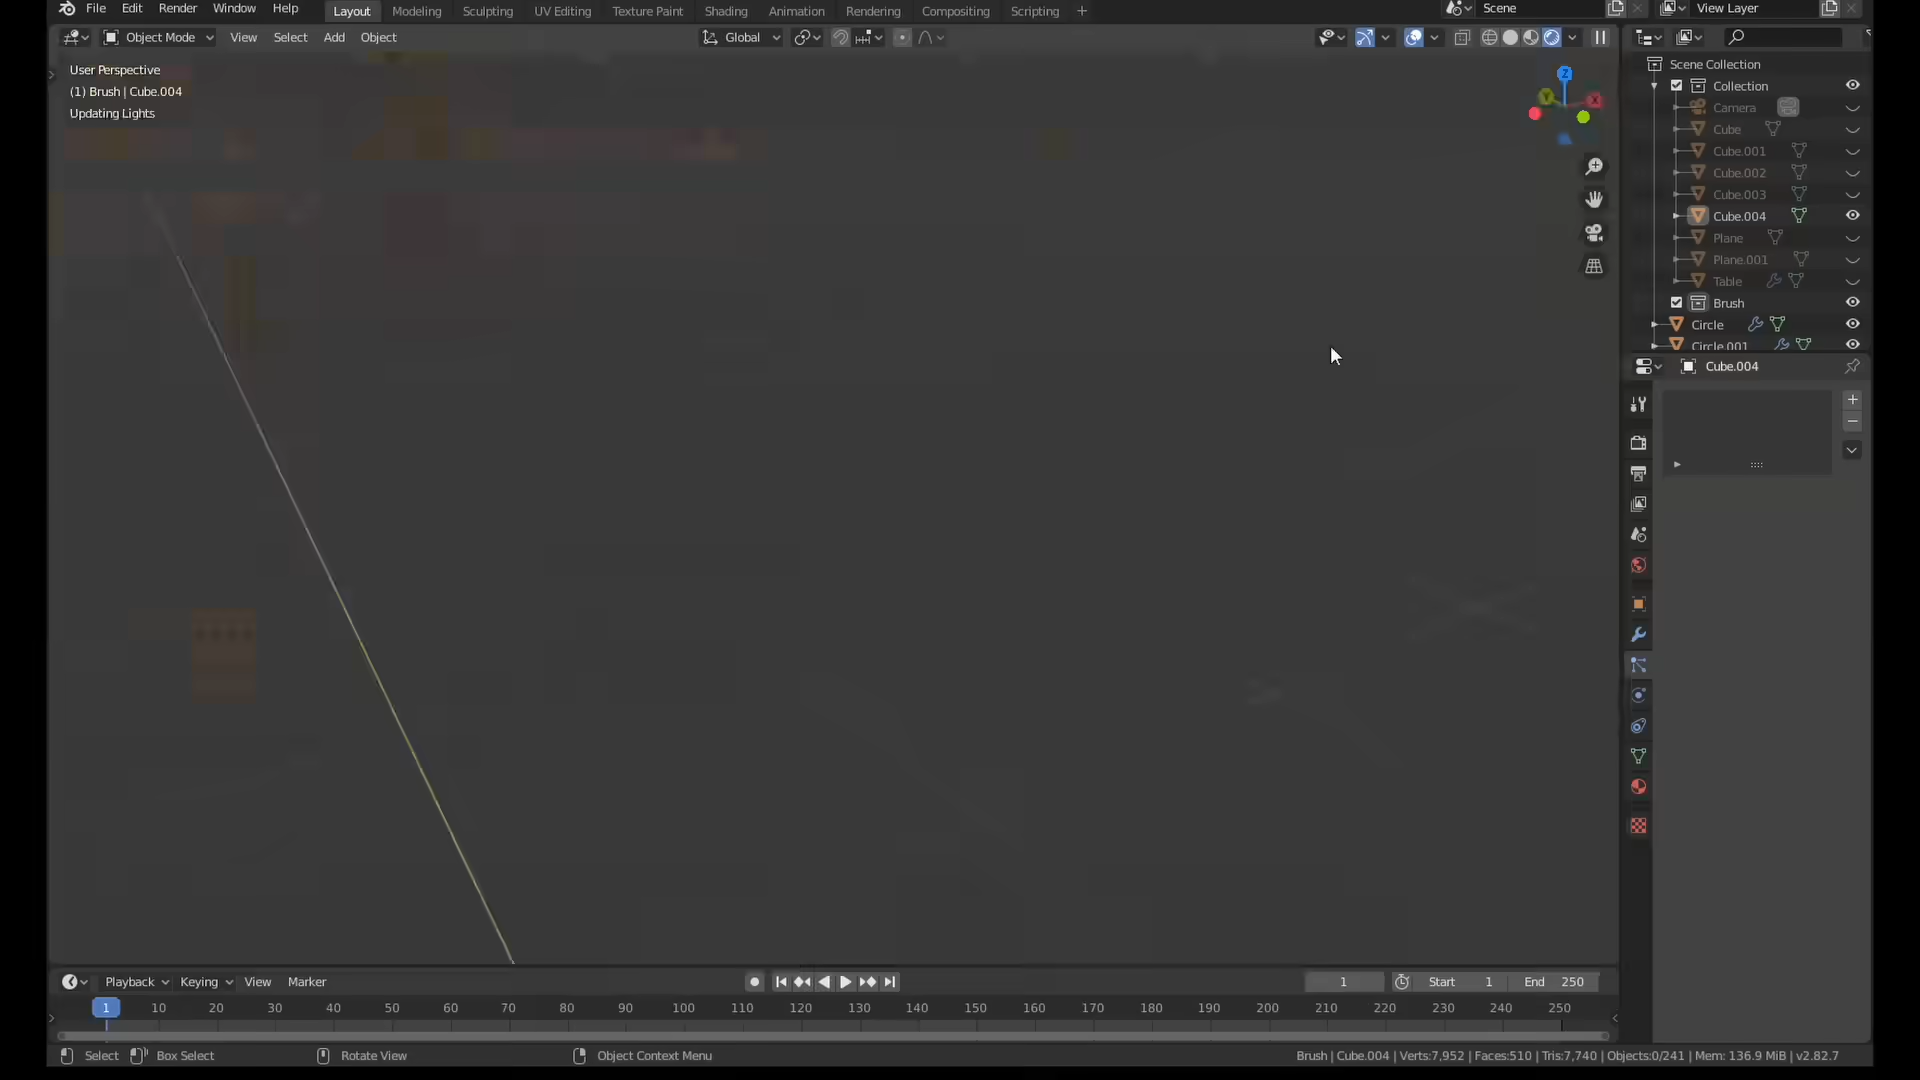 File Edit Render Window Help Layout Modeling Sculpting UV Editing Texture Paint Shading Animation Rendering Compositing Scripting + Scene View Layer
Object Mode View Select Add Object Global
User Perspective
(1) Brush | Cube.004
Updating Lights
Z
Y
X
Scene Collection
Collection
Camera
Cube
Cube.001
Cube.002
Cube.003
Cube.004
Plane
Plane.001
Table
Brush
Circle
Circle.001
Cube.004
Playback Keying View Marker 1 Start 1 End 250
1 10 20 30 40 50 60 70 80 90 100 110 120 130 140 150 160 170 180 190 200 210 220 230 240 250
Select Box Select Rotate View Object Context Menu Brush | Cube.004 | Verts:7,952 | Faces:510 | Tris:7,740 | Objects:0/241 | Mem: 136.9 MiB | v2.82.7